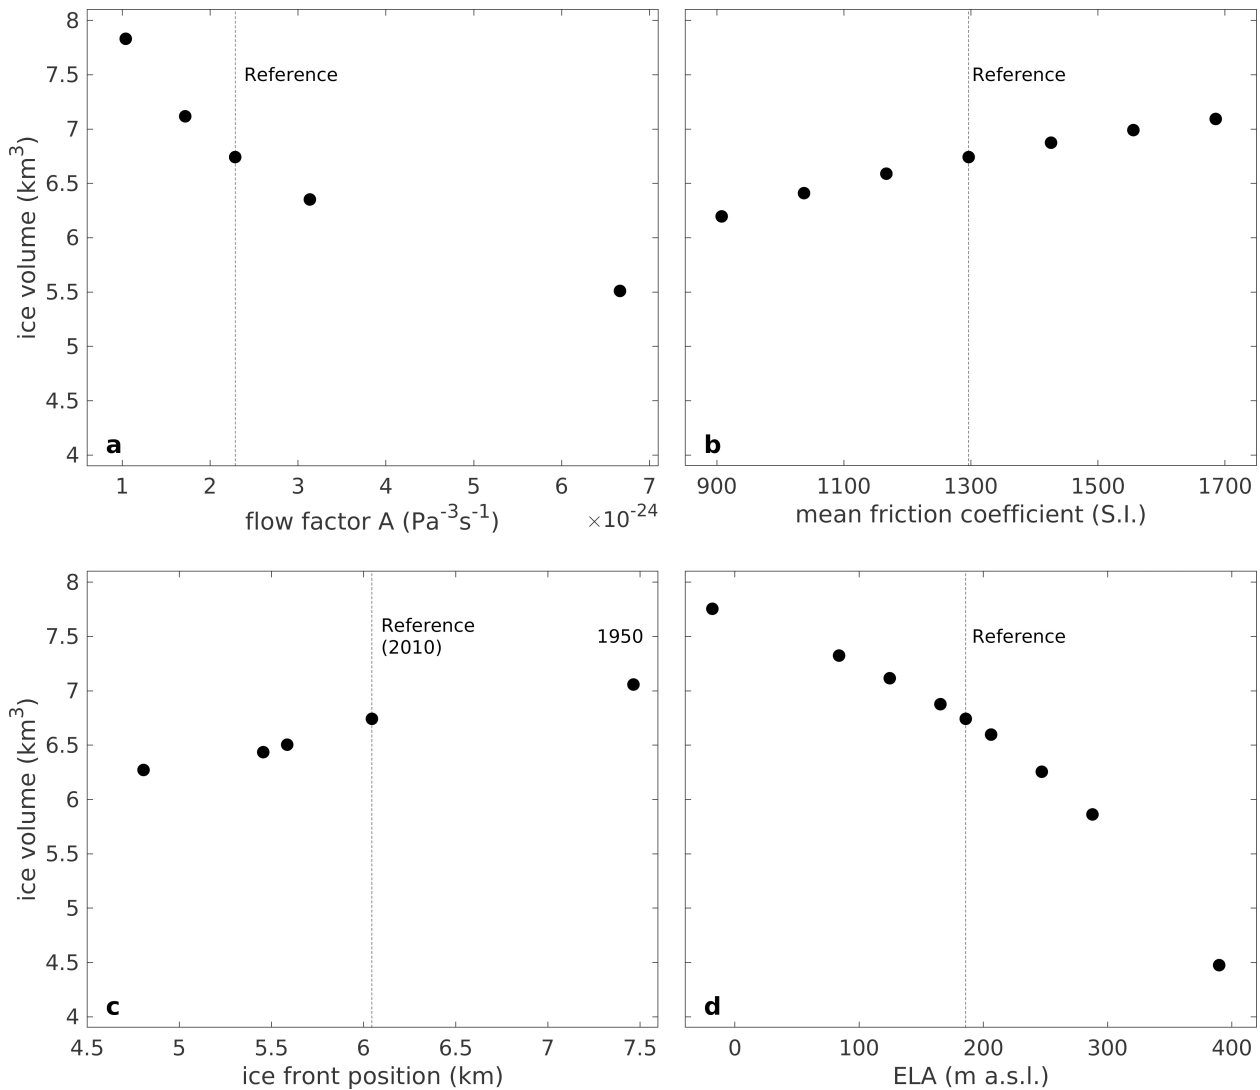 8
7.5
7
6.5
6
5.5
5
4.5
4
ice volume (km³)
Reference
a
1 2 3 4 5 6 7
flow factor A (Pa⁻³s⁻¹) ×10⁻²⁴
Reference
b
900 1100 1300 1500 1700
mean friction coefficient (S.I.)
8
7.5
7
6.5
6
5.5
5
4.5
4
ice volume (km³)
Reference
(2010)
1950
c
4.5 5 5.5 6 6.5 7 7.5
ice front position (km)
Reference
d
0 100 200 300 400
ELA (m a.s.l.)